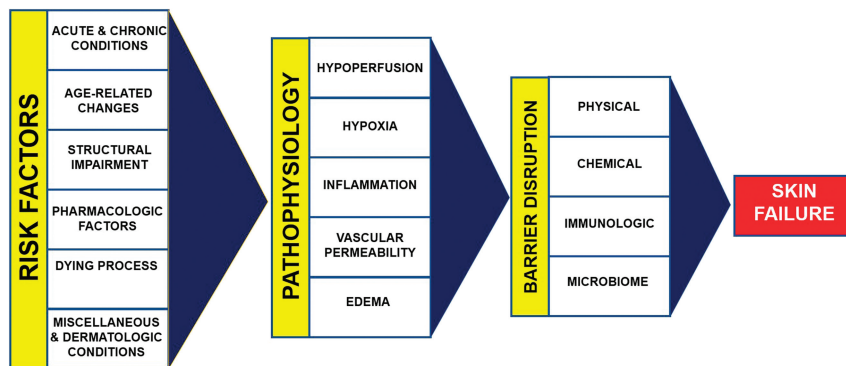 RISK FACTORS
ACUTE & CHRONIC
CONDITIONS
AGE-RELATED
CHANGES
STRUCTURAL
IMPAIRMENT
PHARMACOLOGIC
FACTORS
DYING PROCESS
MISCELLANEOUS
& DERMATOLOGIC
CONDITIONS
PATHOPHYSIOLOGY
HYPOPERFUSION
HYPOXIA
INFLAMMATION
VASCULAR
PERMEABILITY
EDEMA
BARRIER DISRUPTION
PHYSICAL
CHEMICAL
IMMUNOLOGIC
MICROBIOME
SKIN
FAILURE